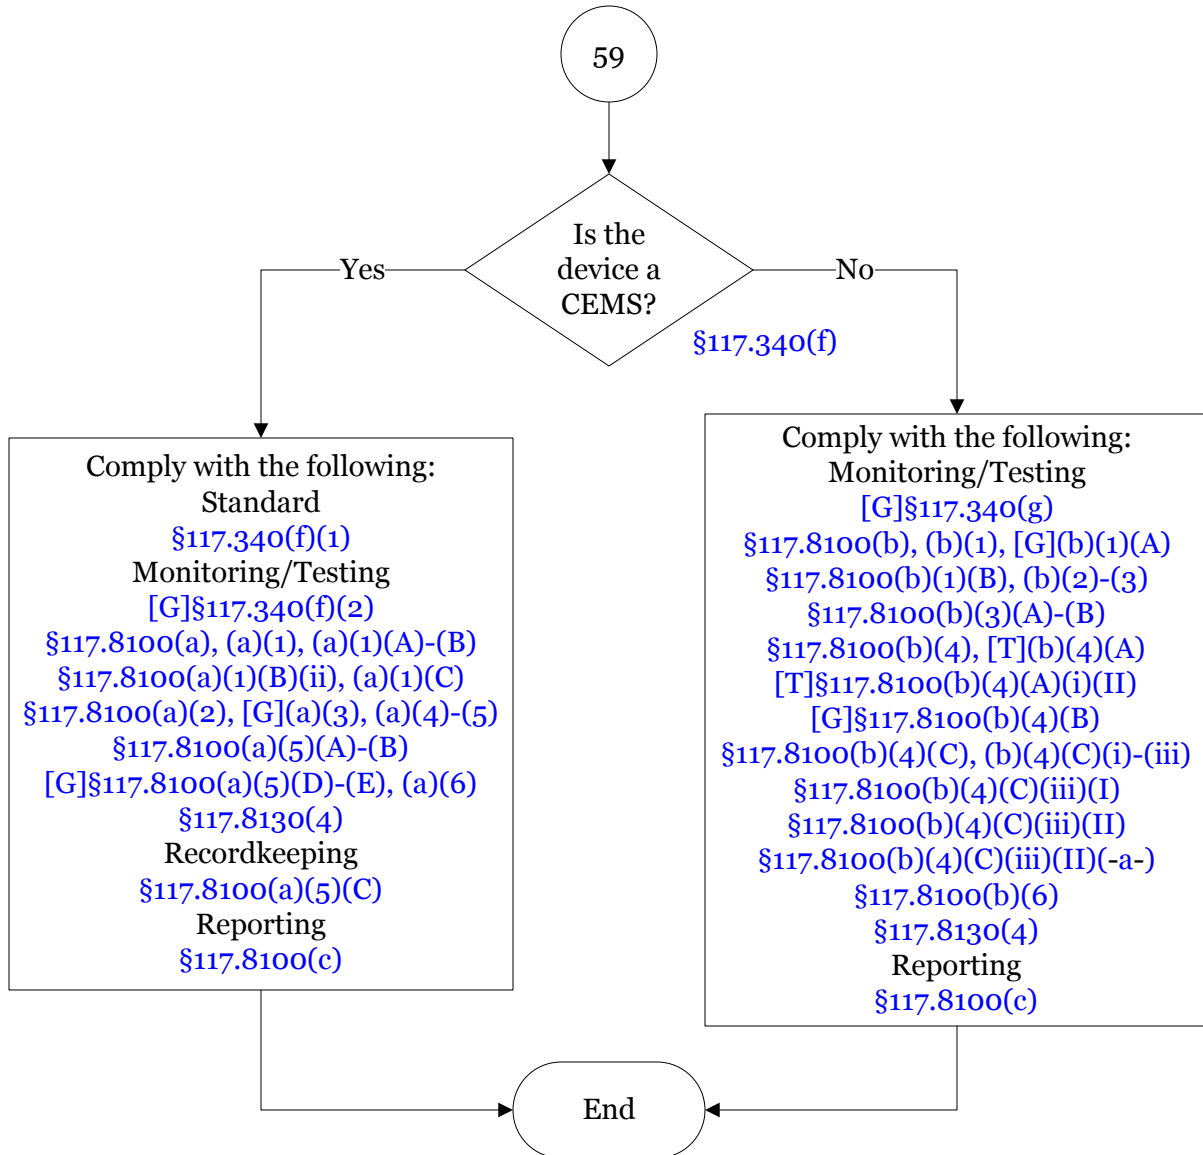 59
Is the
device a
CEMS?
Yes
No
§117.340(f)
Comply with the following:
Standard
§117.340(f)(1)
Monitoring/Testing
[G]§117.340(f)(2)
§117.8100(a), (a)(1), (a)(1)(A)-(B)
§117.8100(a)(1)(B)(ii), (a)(1)(C)
§117.8100(a)(2), [G](a)(3), (a)(4)-(5)
§117.8100(a)(5)(A)-(B)
[G]§117.8100(a)(5)(D)-(E), (a)(6)
§117.8130(4)
Recordkeeping
§117.8100(a)(5)(C)
Reporting
§117.8100(c)
Comply with the following:
Monitoring/Testing
[G]§117.340(g)
§117.8100(b), (b)(1), [G](b)(1)(A)
§117.8100(b)(1)(B), (b)(2)-(3)
§117.8100(b)(3)(A)-(B)
§117.8100(b)(4), [T](b)(4)(A)
[T]§117.8100(b)(4)(A)(i)(II)
[G]§117.8100(b)(4)(B)
§117.8100(b)(4)(C), (b)(4)(C)(i)-(iii)
§117.8100(b)(4)(C)(iii)(I)
§117.8100(b)(4)(C)(iii)(II)
§117.8100(b)(4)(C)(iii)(II)(-a-)
§117.8100(b)(6)
§117.8130(4)
Reporting
§117.8100(c)
End